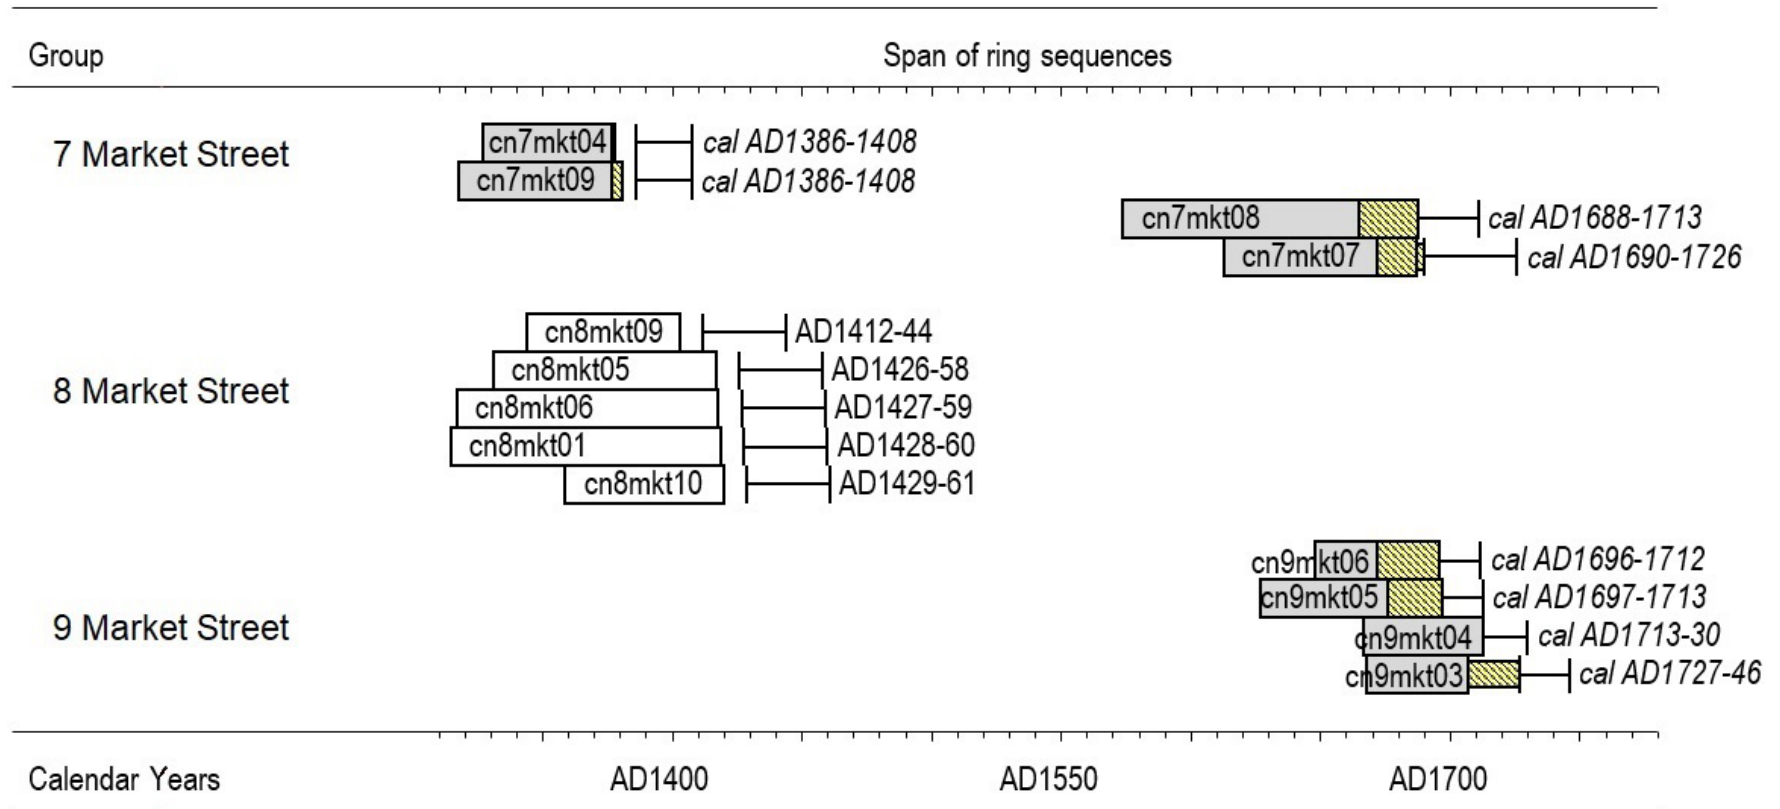 Group Span of ring sequences
7 Market Street
cn7mkt04 cal AD1386-1408
cn7mkt09 cal AD1386-1408
cn7mkt08 cal AD1688-1713
cn7mkt07 cal AD1690-1726
8 Market Street
cn8mkt09 AD1412-44
cn8mkt05 AD1426-58
cn8mkt06 AD1427-59
cn8mkt01 AD1428-60
cn8mkt10 AD1429-61
9 Market Street
cn9mkt06 cal AD1696-1712
cn9mkt05 cal AD1697-1713
cn9mkt04 cal AD1713-30
cn9mkt03 cal AD1727-46
Calendar Years AD1400 AD1550 AD1700